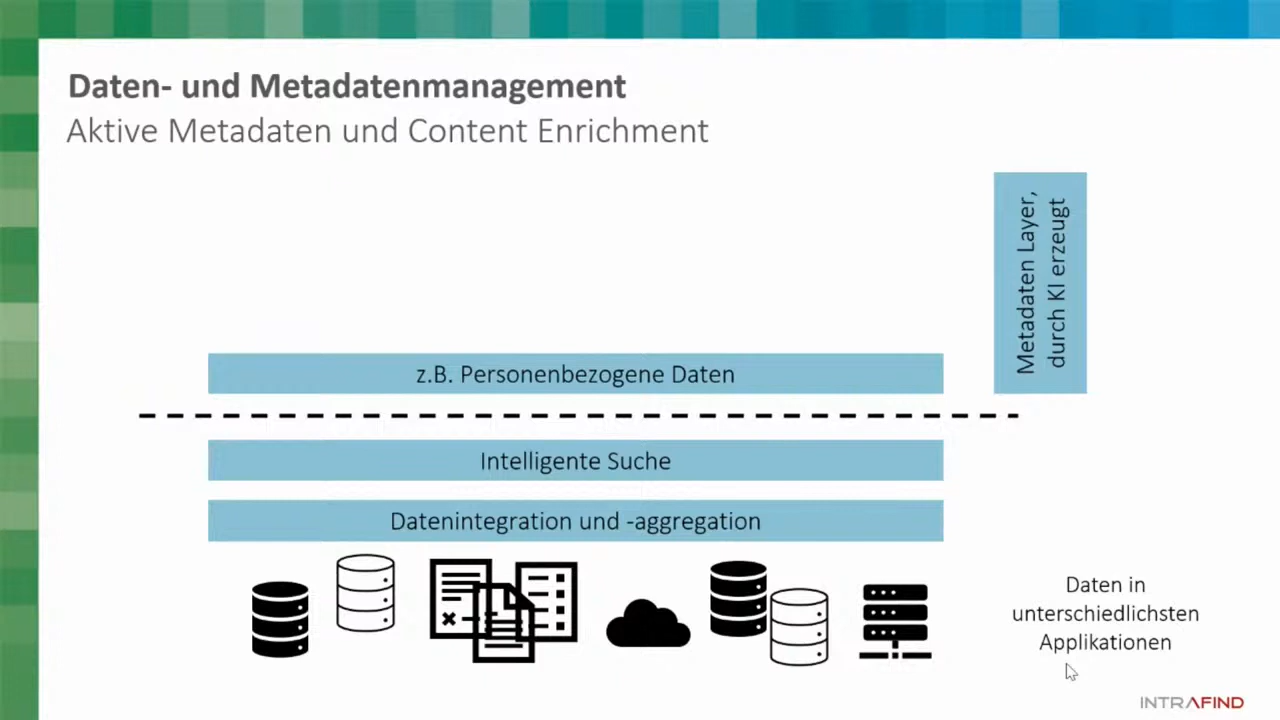 Daten- und Metadatenmanagement
Aktive Metadaten und Content Enrichment
Metadaten Layer,
durch KI erzeugt
z.B. Personenbezogene Daten
Intelligente Suche
Datenintegration und -aggregation
Daten in
unterschiedlichsten
Applikationen
INTRAFIND